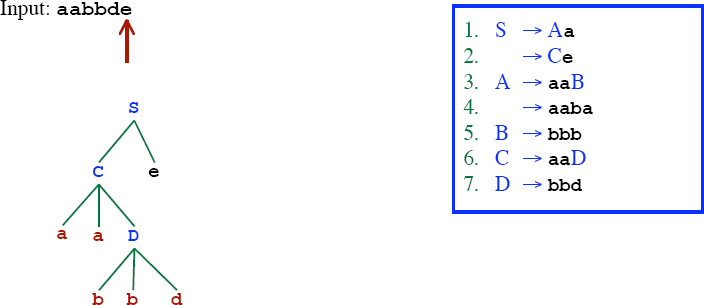 Input: aabbde
S
C e
a a D
b b d
1. S → Aa
2. → Ce
3. A → aaB
4. → aaba
5. B → bbb
6. C → aaD
7. D → bbd